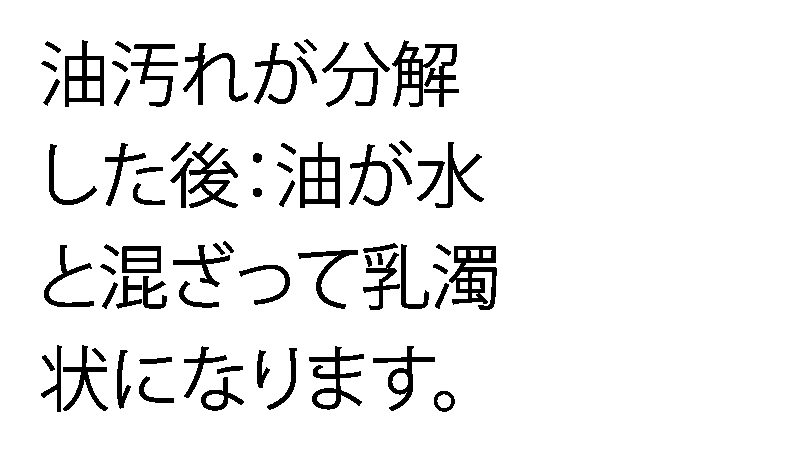 油汚れが分解
した後：油が水
と混ざって乳濁
状になります。